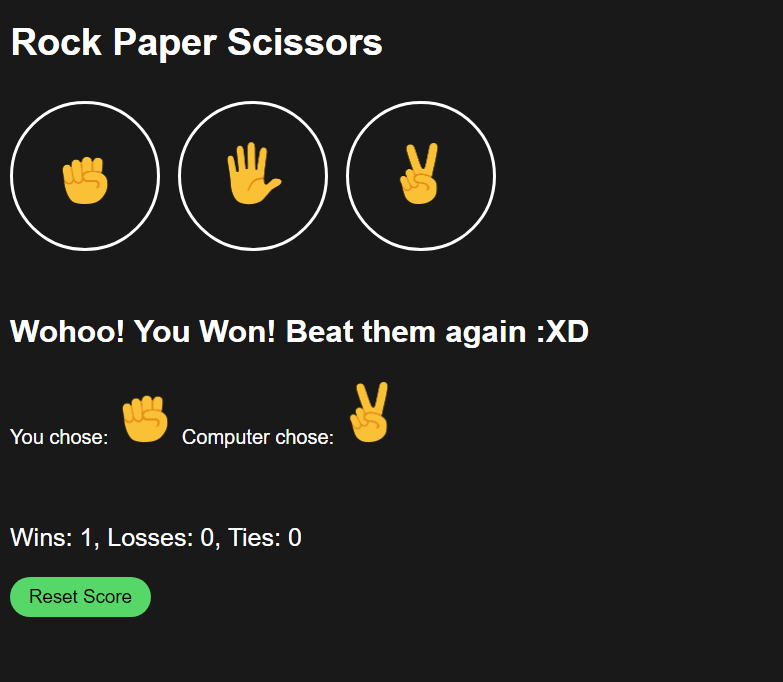 Rock Paper Scissors
Wohoo! You Won! Beat them again :XD
You chose: Computer chose:
Wins: 1, Losses: 0, Ties: 0
Reset Score